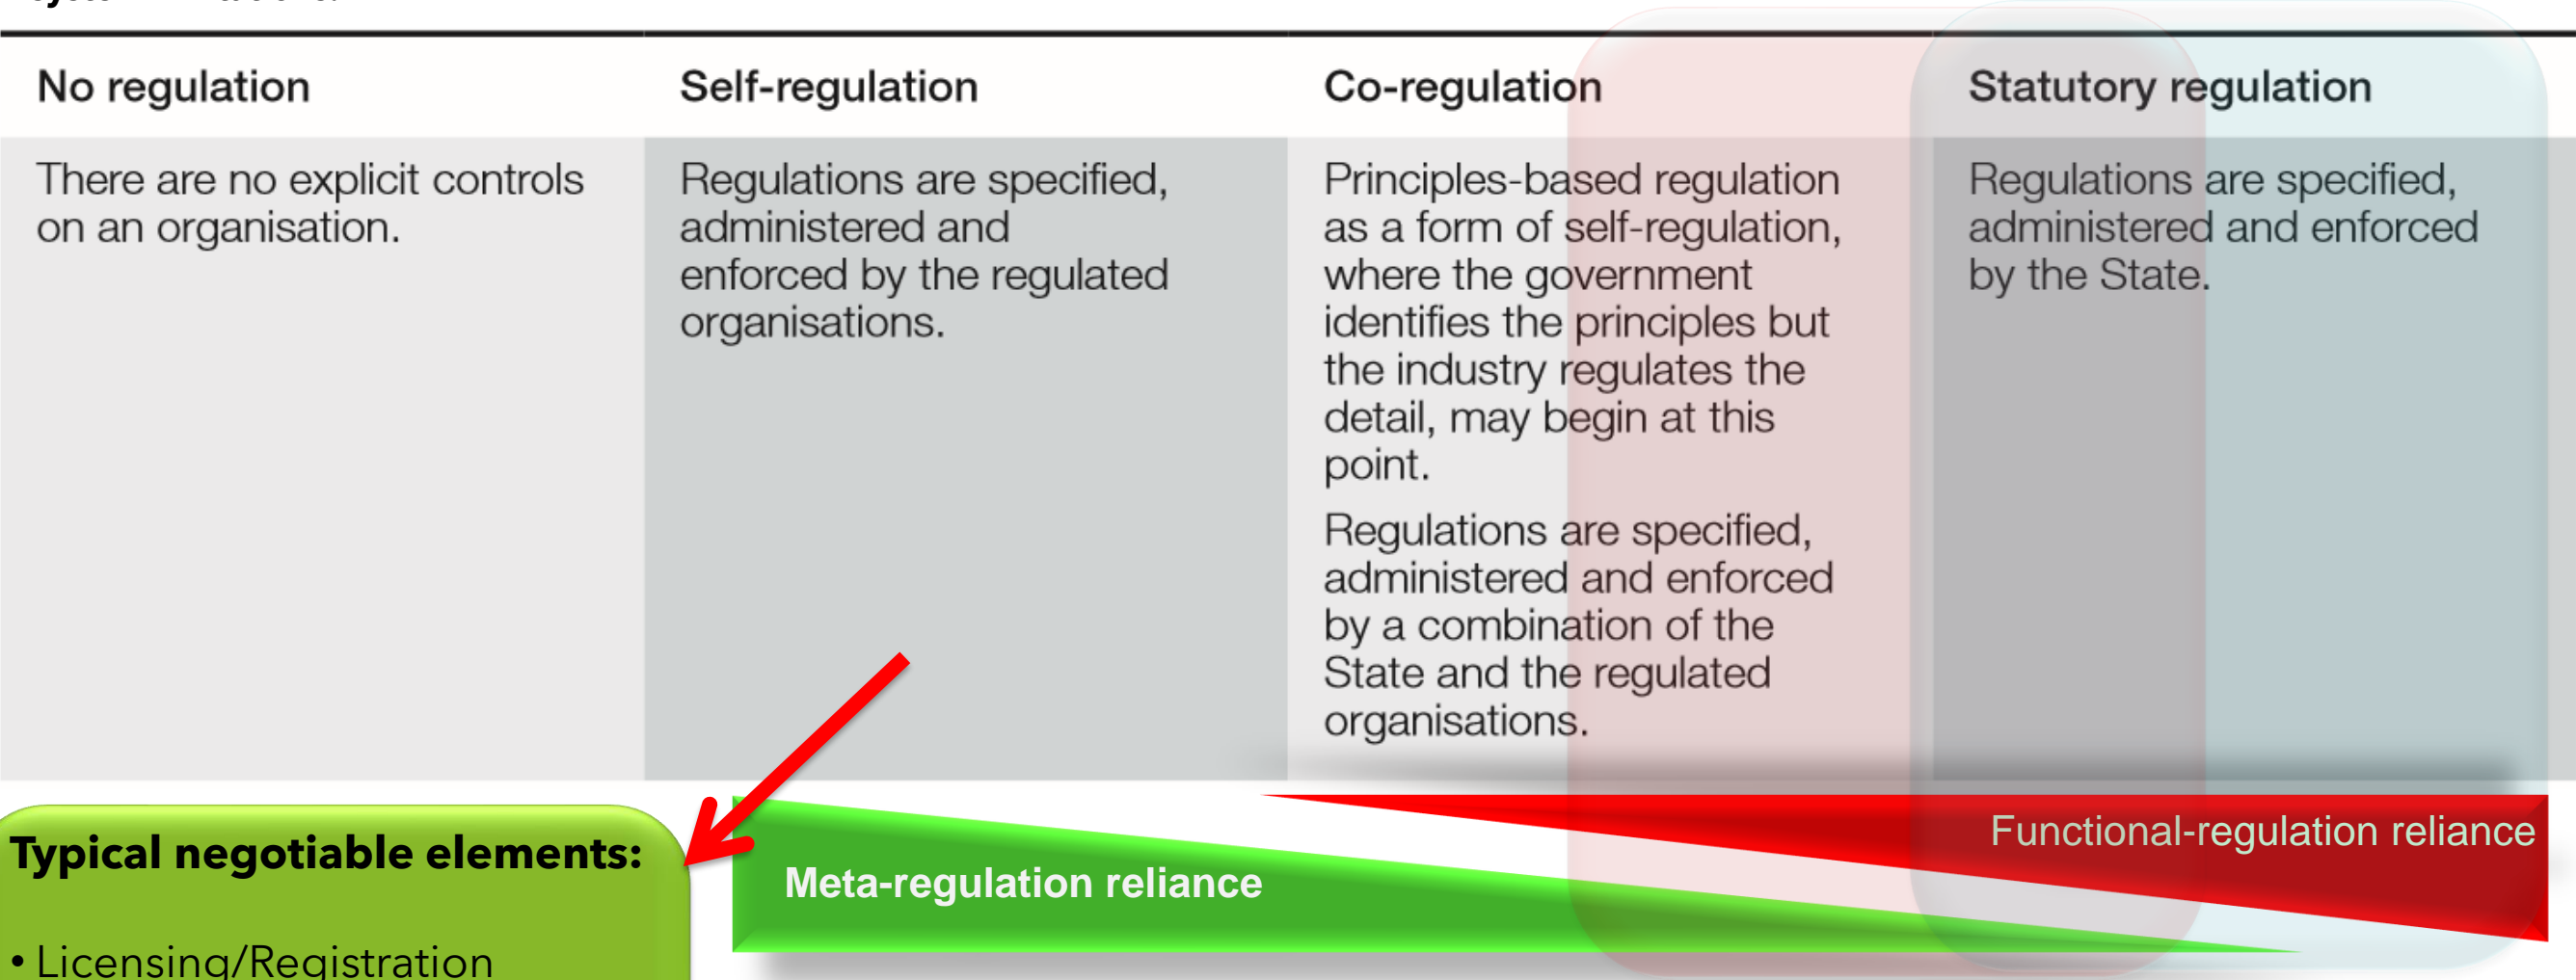 No regulation
Self-regulation
Co-regulation
Statutory regulation
There are no explicit controls
on an organisation.
Regulations are specified,
administered and
enforced by the regulated
organisations.
Principles-based regulation
as a form of self-regulation,
where the government
identifies the principles but
the industry regulates the
detail, may begin at this
point.
Regulations are specified,
administered and enforced
by a combination of the
State and the regulated
organisations.
Regulations are specified,
administered and enforced
by the State.
Typical negotiable elements:
• Licensing/Registration
Meta-regulation reliance
Functional-regulation reliance